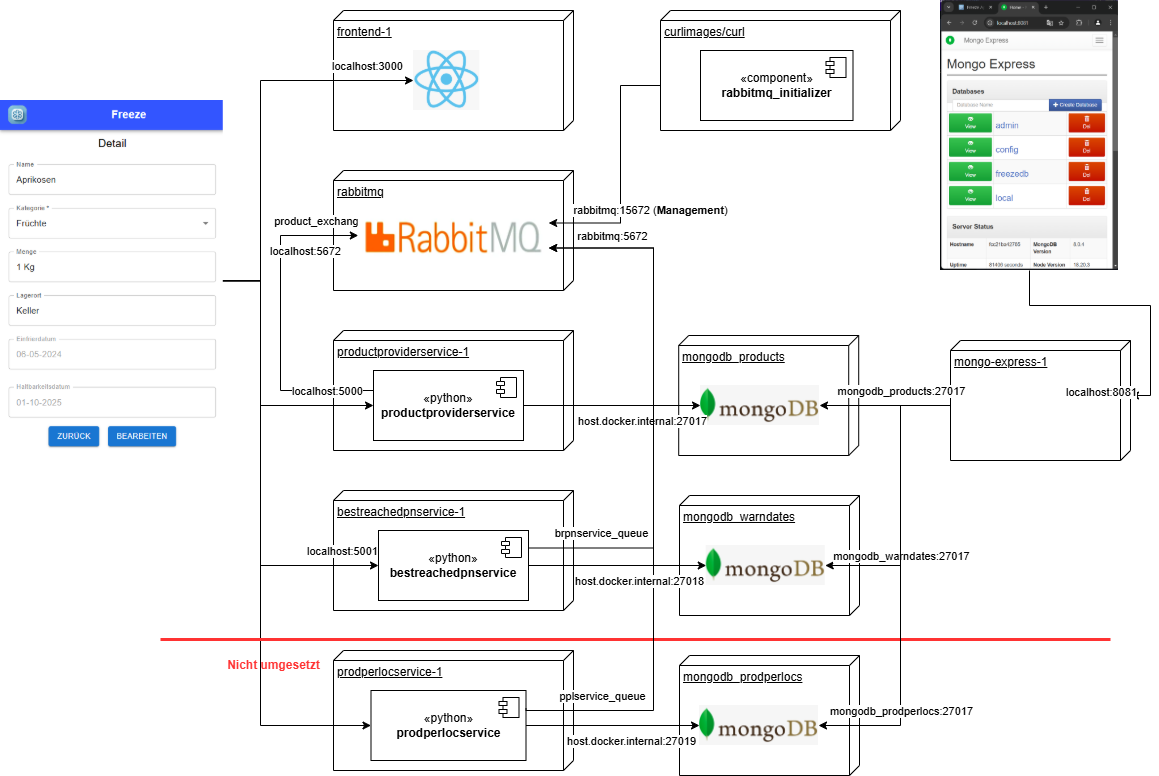 Freeze
Detail
Name
Aprikosen
Kategorie *
Früchte
Menge
1 Kg
Lagerort
Keller
Einfrierdatum
06-05-2024
Haltbarkeitsdatum
01-10-2025
ZURÜCK
BEARBEITEN
frontend-1
localhost:3000
curlimages/curl
«component»
rabbitmq_initializer
rabbitmq
product_exchang
localhost:5672
RabbitMQ
rabbitmq:15672 (Management)
rabbitmq:5672
productproviderservice-1
localhost:5000
«python»
productproviderservice
host.docker.internal:27017
mongodb_products
mongoDB
mongodb_products:27017
mongo-express-1
localhost:8081
bestreachedpnservice-1
localhost:5001
«python»
bestreachedpnservice
brpnservice_queue
host.docker.internal:27018
mongodb_warndates
mongoDB
mongodb_warndates:27017
Nicht umgesetzt
prodperlocservice-1
«python»
prodperlocservice
pplservice_queue
host.docker.internal:27019
mongodb_prodperlocs
mongoDB
mongodb_prodperlocs:27017
localhost:8081
Mongo Express
Mongo Express
Databases
Database Name
+ Create Database
View
admin
Del
View
config
Del
View
freezedb
Del
View
local
Del
Server Status
Hostname
MongoDB Version
8.0.4
Uptime
81406 seconds
Node Version
18.20.3